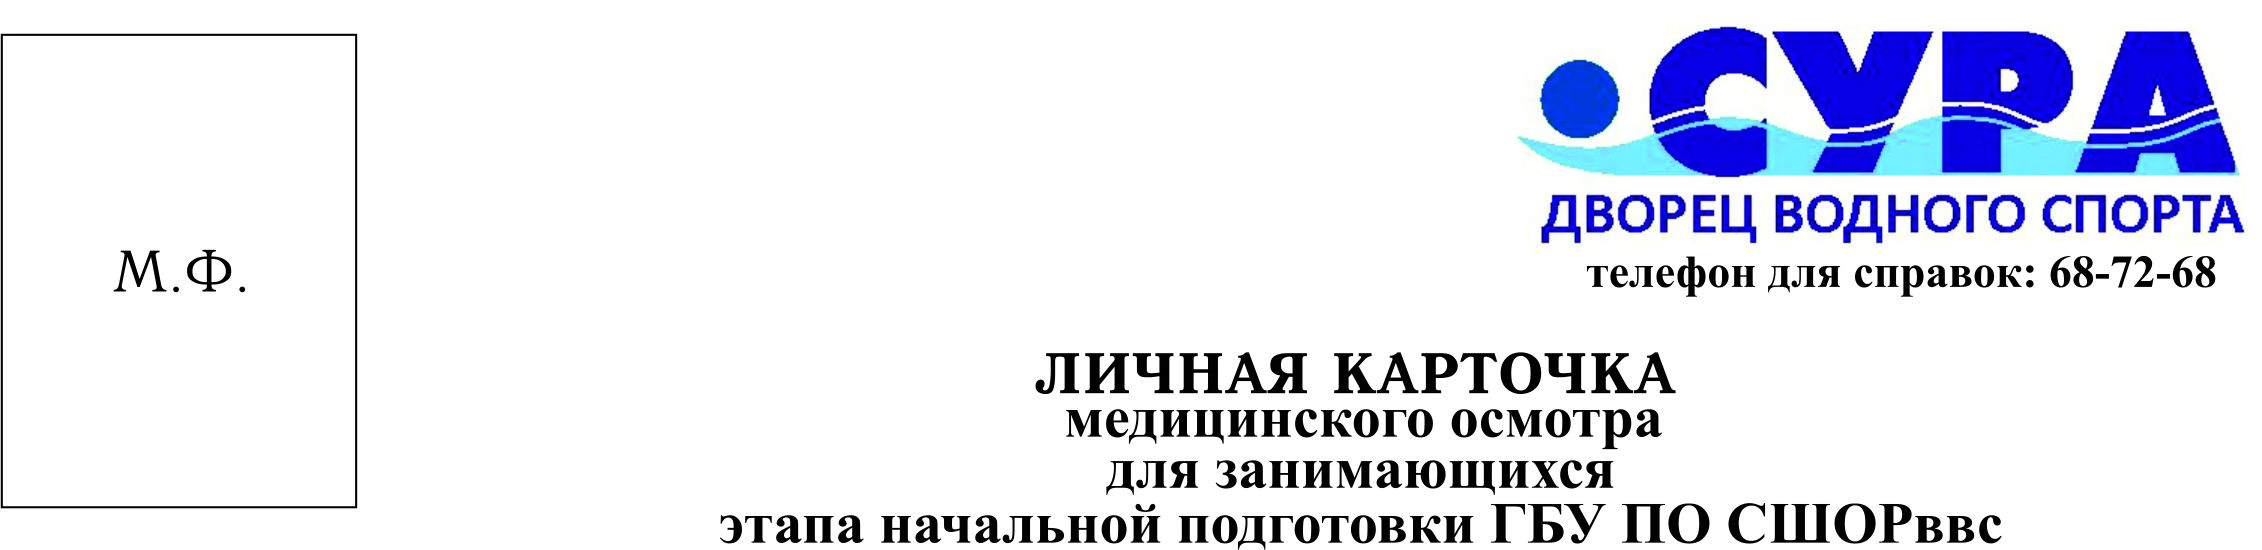 М.Ф.
СУРА
ДВОРЕЦ ВОДНОГО СПОРТА
телефон для справок: 68-72-68
ЛИЧНАЯ КАРТОЧКА
медицинского осмотра
для занимающихся
этапа начальной подготовки ГБУ ПО СШОРввс